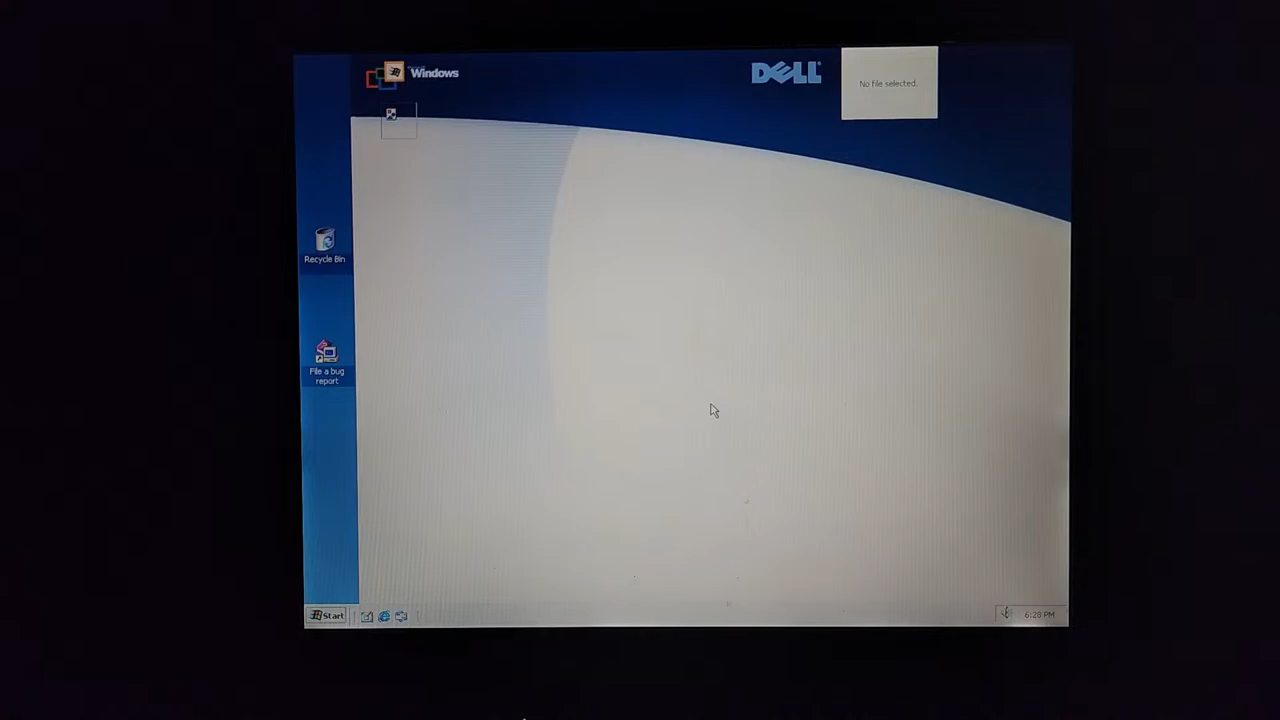 Windows
DELL
No file selected.
Recycle Bin
File a bug
report
Start
6:28 PM